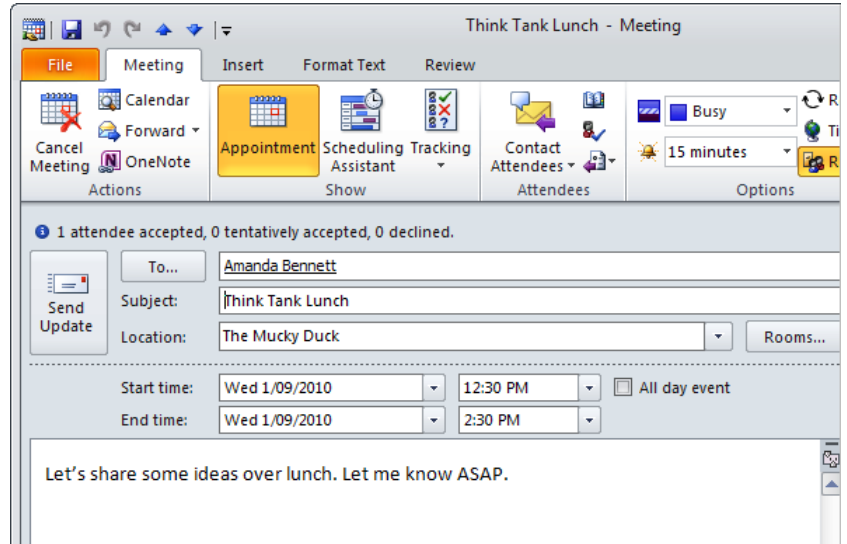 Think Tank Lunch - Meeting
File Meeting Insert Format Text Review
Cancel Meeting
Calendar
Forward
OneNote
Actions
Appointment
Scheduling Assistant
Tracking
Show
Contact Attendees
Attendees
Busy
15 minutes
R
Ti
R
Options
1 attendee accepted, 0 tentatively accepted, 0 declined.
Send Update
To... Amanda Bennett
Subject: Think Tank Lunch
Location: The Mucky Duck Rooms...
Start time: Wed 1/09/2010 12:30 PM All day event
End time: Wed 1/09/2010 2:30 PM
Let's share some ideas over lunch. Let me know ASAP.